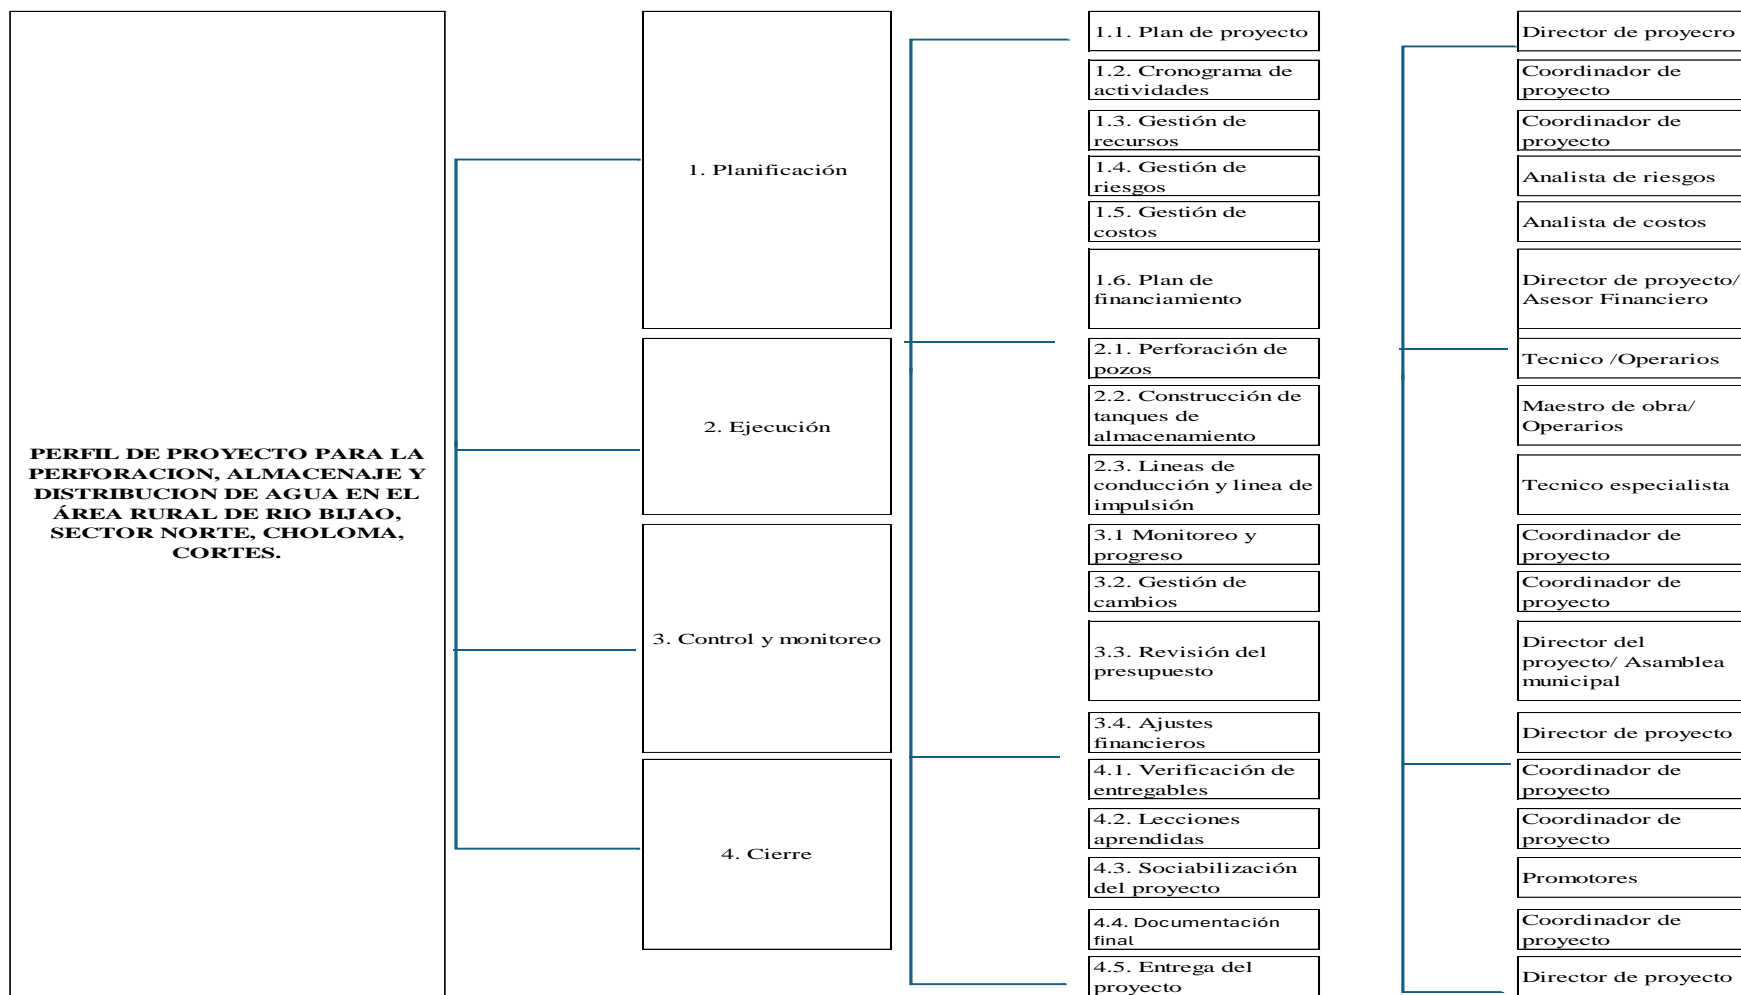 PERFIL DE PROYECTO PARA LA
PERFORACION, ALMACENAJE Y
DISTRIBUCION DE AGUA EN EL
ÁREA RURAL DE RIO BIJAO,
SECTOR NORTE, CHOLOMA,
CORTES.
1. Planificación
2. Ejecución
3. Control y monitoreo
4. Cierre
1.1. Plan de proyecto
1.2. Cronograma de
actividades
1.3. Gestión de
recursos
1.4. Gestión de
riesgos
1.5. Gestión de
costos
1.6. Plan de
financiamiento
2.1. Perforación de
pozos
2.2. Construcción de
tanques de
almacenamiento
2.3. Lineas de
conducción y linea de
impulsión
3.1 Monitoreo y
progreso
3.2. Gestión de
cambios
3.3. Revisión del
presupuesto
3.4. Ajustes
financieros
4.1. Verificación de
entregables
4.2. Lecciones
aprendidas
4.3. Sociabilización
del proyecto
4.4. Documentación
final
4.5. Entrega del
proyecto
Director de proyecro
Coordinador de
proyecto
Coordinador de
proyecto
Analista de riesgos
Analista de costos
Director de proyecto/
Asesor Financiero
Tecnico /Operarios
Maestro de obra/
Operarios
Tecnico especialista
Coordinador de
proyecto
Coordinador de
proyecto
Director del
proyecto/ Asamblea
municipal
Director de proyecto
Coordinador de
proyecto
Coordinador de
proyecto
Promotores
Coordinador de
proyecto
Director de proyecto